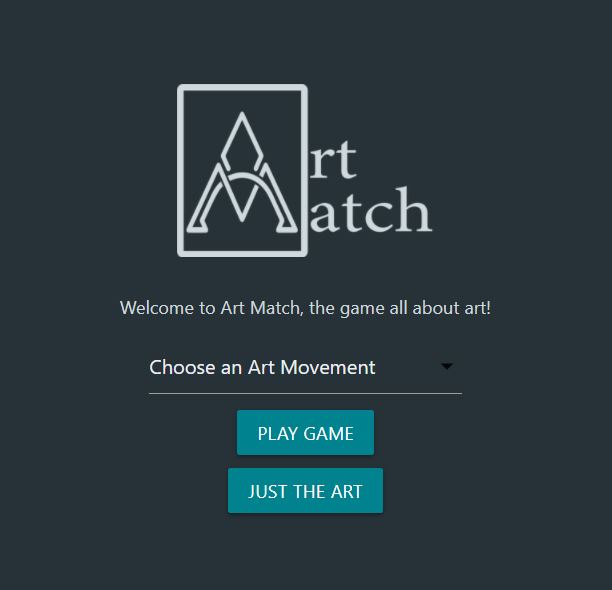 Art
Match
Welcome to Art Match, the game all about art!
Choose an Art Movement
PLAY GAME
JUST THE ART